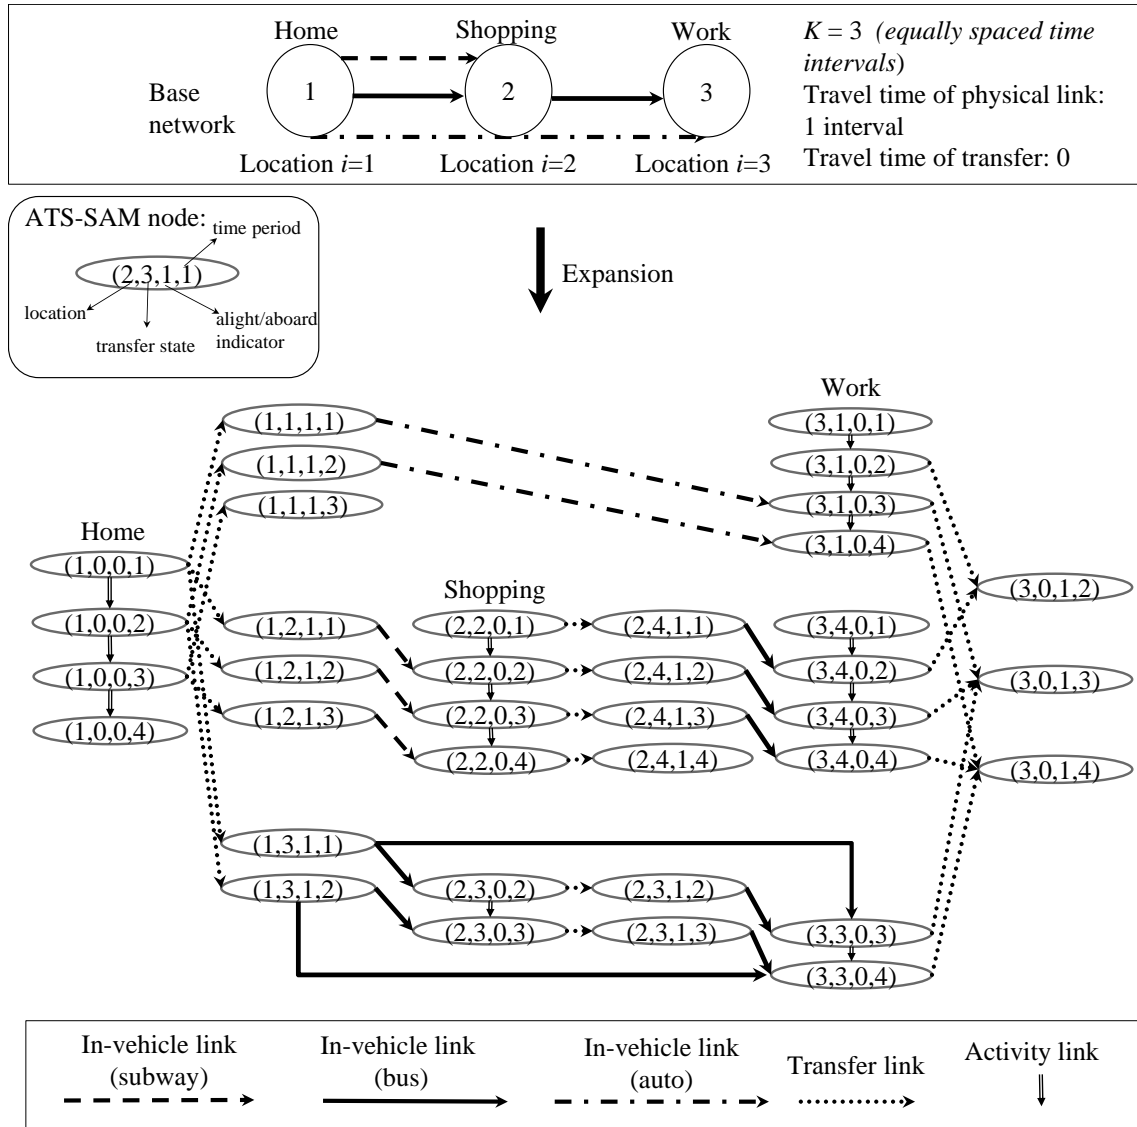 Home
Shopping
Work
K = 3 (equally spaced time
intervals)
Travel time of physical link:
1 interval
Travel time of transfer: 0
Base
network
1
2
3
Location i=1
Location i=2
Location i=3
ATS-SAM node:
time period
(2,3,1,1)
location
alight/aboard
indicator
transfer state
Expansion
Work
(1,1,1,1)
(3,1,0,1)
(1,1,1,2)
(3,1,0,2)
(1,1,1,3)
(3,1,0,3)
(3,1,0,4)
Home
(1,0,0,1)
(1,0,0,2)
(1,0,0,3)
(1,0,0,4)
Shopping
(3,0,1,2)
(1,2,1,1)
(2,2,0,1)
(2,4,1,1)
(3,4,0,1)
(1,2,1,2)
(2,2,0,2)
(2,4,1,2)
(3,4,0,2)
(3,0,1,3)
(1,2,1,3)
(2,2,0,3)
(2,4,1,3)
(3,4,0,3)
(2,2,0,4)
(2,4,1,4)
(3,4,0,4)
(3,0,1,4)
(1,3,1,1)
(1,3,1,2)
(2,3,0,2)
(2,3,1,2)
(2,3,0,3)
(2,3,1,3)
(3,3,0,3)
(3,3,0,4)
In-vehicle link
(subway)
In-vehicle link
(bus)
In-vehicle link
(auto)
Transfer link
Activity link